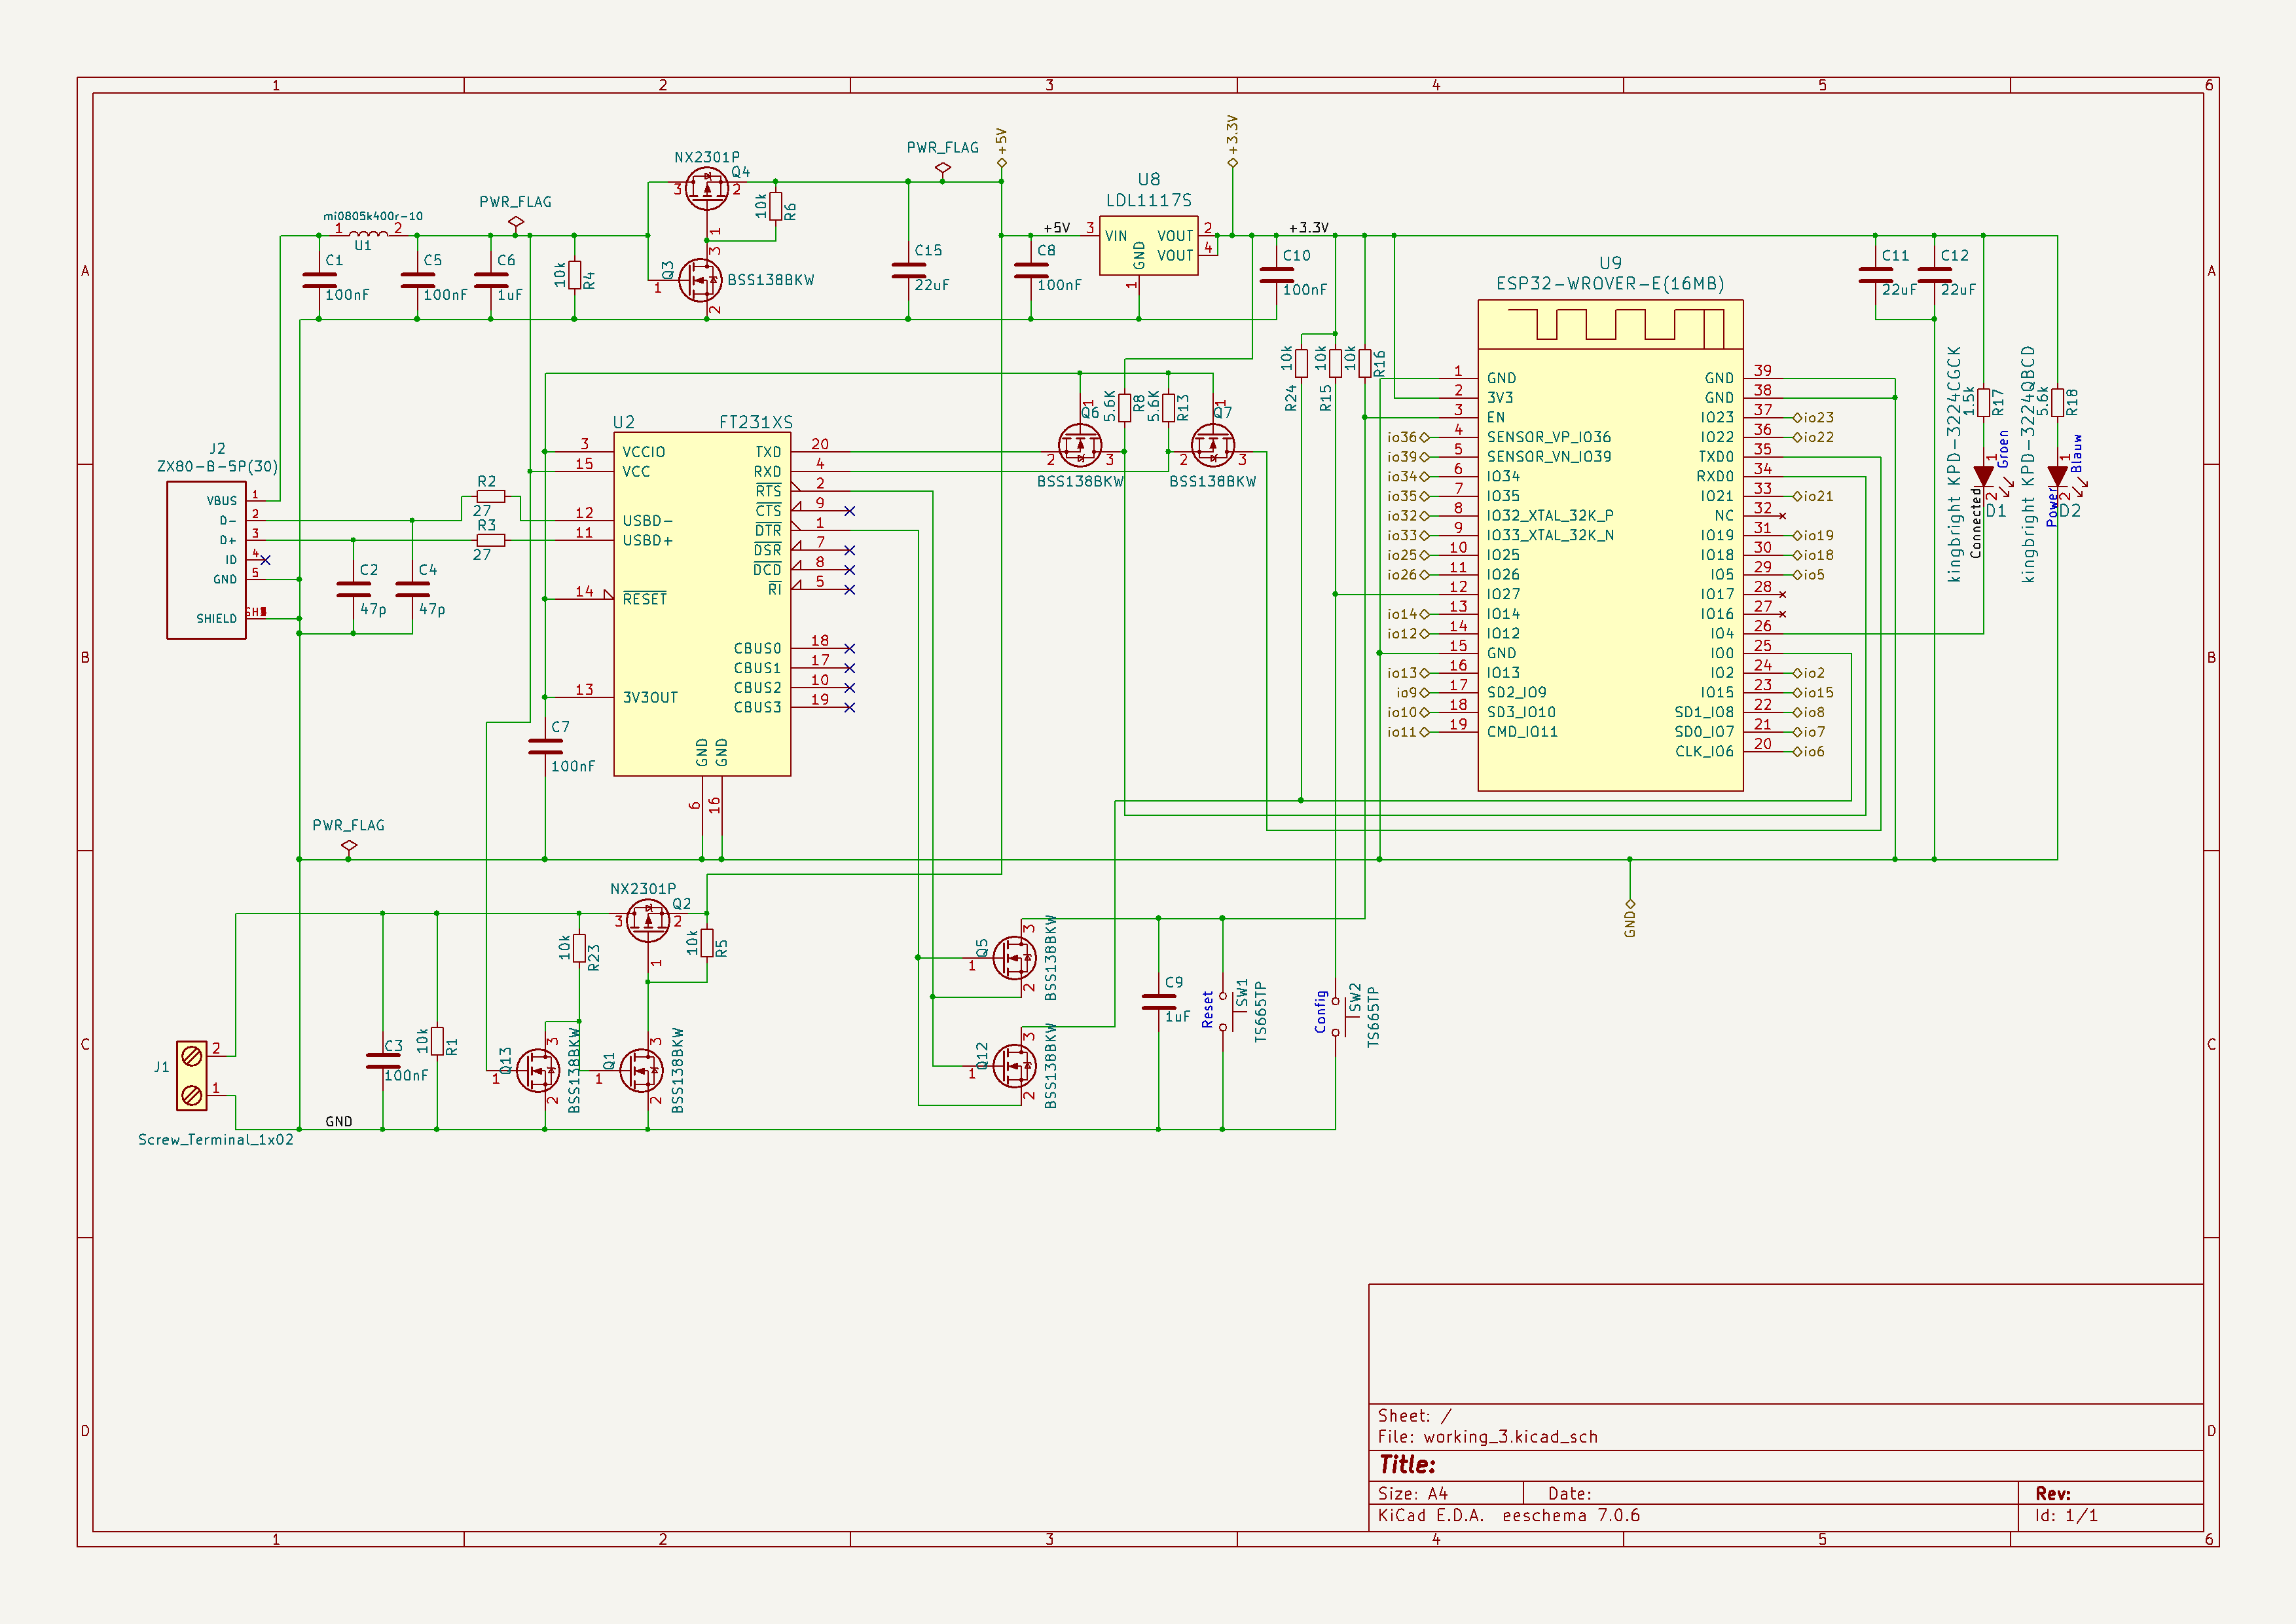 1 2 3 4 5 6
A
B
C
D
NX2301P
Q4
3 2
1
10k
R6
PWR_FLAG
mi0805k400r-10
1 2
U1
PWR_FLAG
C1
100nF
C5
100nF
C6
1uF
10k
R4
Q3
3
1
2
BSS138BKW
C15
22uF
+5V
+5V
C8
100nF
U8
LDL1117S
3 VIN
VOUT 2
VOUT 4
GND
1
+3.3V
+3.3V
C10
100nF
10k
R24
10k
R15
10k
R16
U9
ESP32-WROVER-E(16MB)
1 GND
2 3V3
3 EN
io36 4 SENSOR_VP_IO36
io39 5 SENSOR_VN_IO39
io34 6 IO34
io35 7 IO35
io32 8 IO32_XTAL_32K_P
io33 9 IO33_XTAL_32K_N
io25 10 IO25
io26 11 IO26
12 IO27
io14 13 IO14
io12 14 IO12
15 GND
io13 16 IO13
io9 17 SD2_IO9
io10 18 SD3_IO10
io11 19 CMD_IO11
GND 39
GND 38
IO23 37 io23
IO22 36 io22
TXD0 35
RXD0 34
IO21 33 io21
NC 32
IO19 31 io19
IO18 30 io18
IO5 29 io5
IO17 28
IO16 27
IO4 26
IO0 25
IO2 24 io2
IO15 23 io15
SD1_IO8 22 io8
SD0_IO7 21 io7
CLK_IO6 20 io6
C11
22uF
C12
22uF
kingbright KPD-3224CGCK
1.5k
R17
Groen
1
2
D1
Connected
kingbright KPD-3224QBCD
5.6k
R18
Blauw
1
2
D2
Power
J2
ZX80-B-5P(30)
VBUS 1
D- 2
D+ 3
ID 4
GND 5
SHIELD
R2
27
R3
27
C2
47p
C4
47p
U2
FT231XS
3 VCCIO
15 VCC
12 USBD-
11 USBD+
14 RESET
13 3V3OUT
TXD 20
RXD 4
RTS 2
CTS 9
DTR 1
DSR 7
DCD 8
RI 5
CBUS0 18
CBUS1 17
CBUS2 10
CBUS3 19
GND GND
6 16
C7
100nF
Q6
1
2 3
BSS138BKW
5.6K
R8
5.6K
R13
Q7
1
2 3
BSS138BKW
PWR_FLAG
GND
NX2301P
Q2
3 2
1
10k
R5
10k
R23
J1
2
1
Screw_Terminal_1x02
GND
C3
100nF
10k
R1
Q13
3
1
2
BSS138BKW
Q1
3
1
2
BSS138BKW
Q5
3
1
2
BSS138BKW
Q12
3
1
2
BSS138BKW
C9
1uF
Reset
SW1
TS665TP
Config
SW2
TS665TP
Sheet: /
File: working_3.kicad_sch
Title:
Size: A4 Date: Rev:
KiCad E.D.A. eeschema 7.0.6 Id: 1/1
A
B
C
D
1 2 3 4 5 6